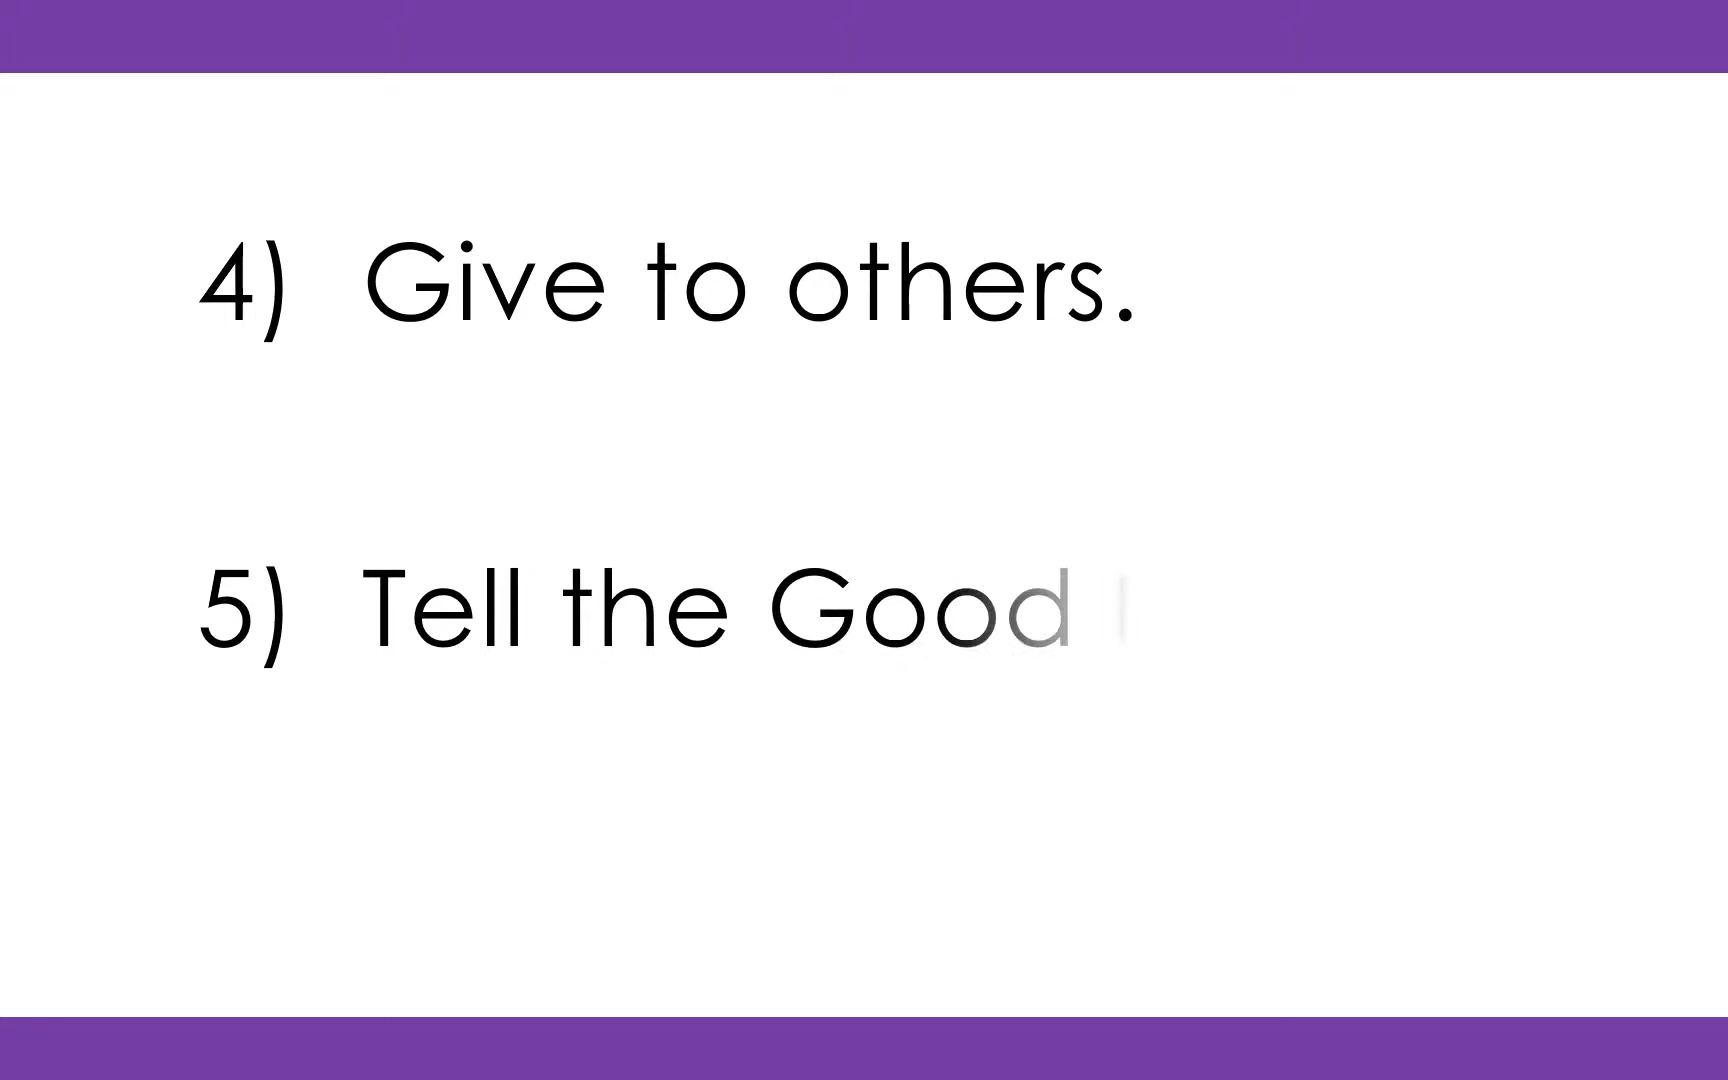 4) Give to others.
5) Tell the Good